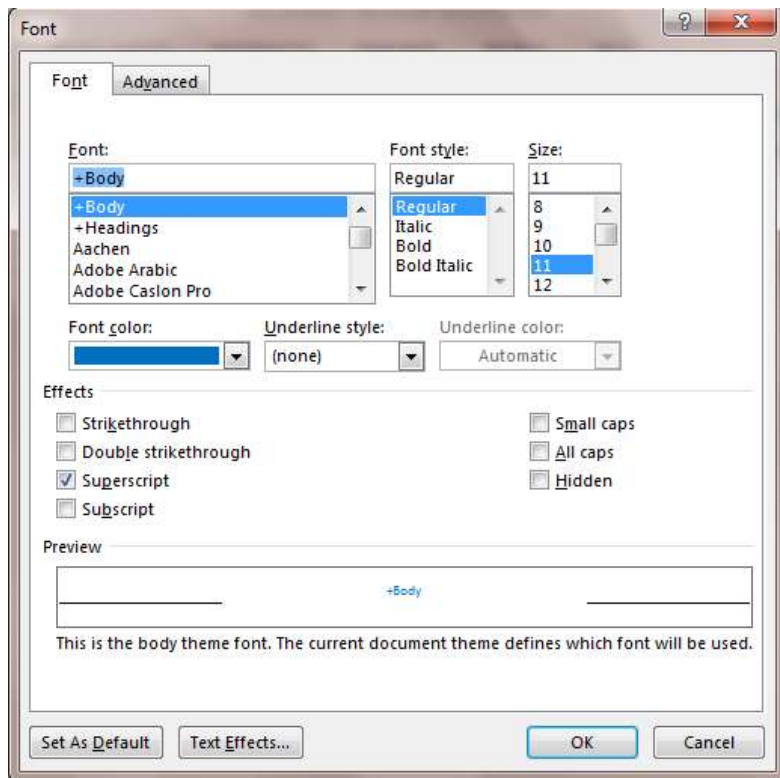 Font
? X
Font Advanced
Font: Font style: Size:
+Body Regular 11
+Body Regular 8
+Headings Italic 9
Aachen Bold 10
Adobe Arabic Bold Italic 11
Adobe Caslon Pro 12
Font color: Underline style: Underline color:
(none) Automatic
Effects
Strikethrough Small caps
Double strikethrough All caps
Superscript Hidden
Subscript
Preview
+Body
This is the body theme font. The current document theme defines which font will be used.
Set As Default Text Effects... OK Cancel